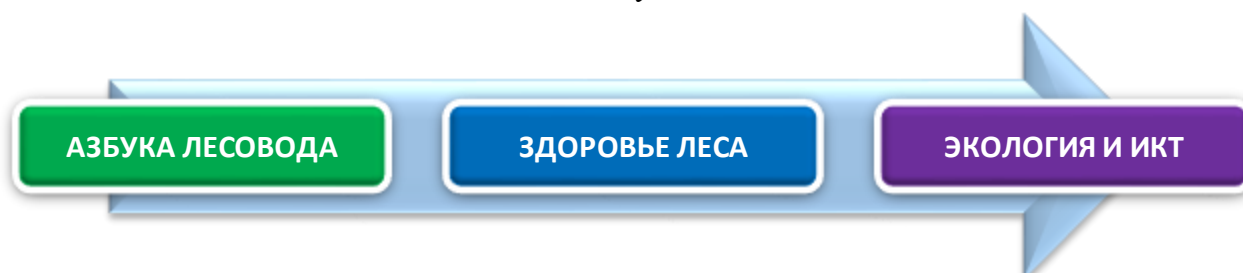 АЗБУКА ЛЕСОВОДА
ЗДОРОВЬЕ ЛЕСА
ЭКОЛОГИЯ И ИКТ